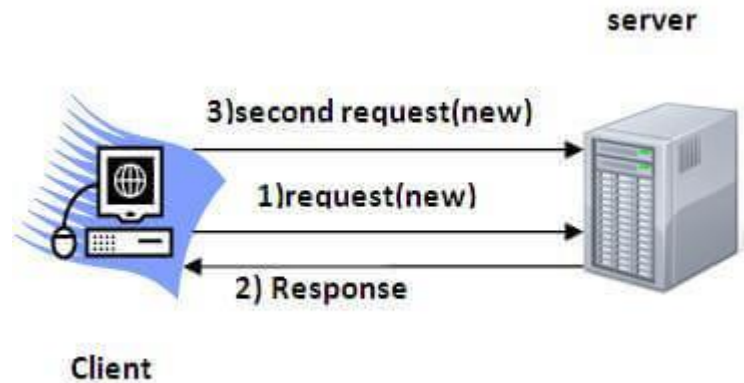 server
3)second request(new)
1)request(new)
2) Response
Client